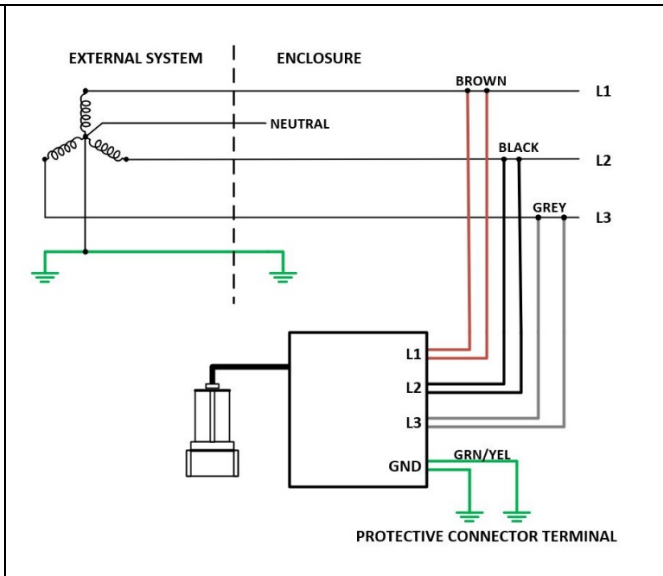 EXTERNAL SYSTEM
ENCLOSURE
BROWN
L1
NEUTRAL
BLACK
L2
GREY
L3
L1
L2
L3
GRN/YEL
GND
PROTECTIVE CONNECTOR TERMINAL